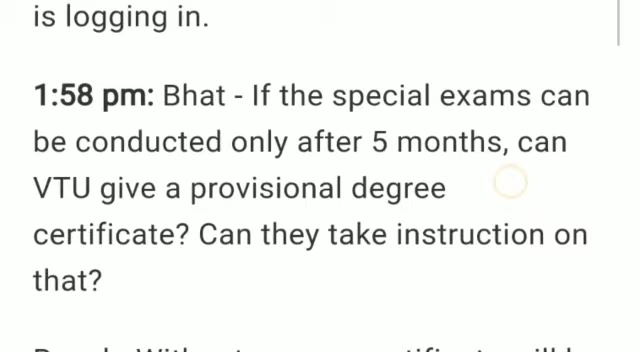 is logging in.
1:58 pm: Bhat - If the special exams can
be conducted only after 5 months, can
VTU give a provisional degree
certificate? Can they take instruction on
that?